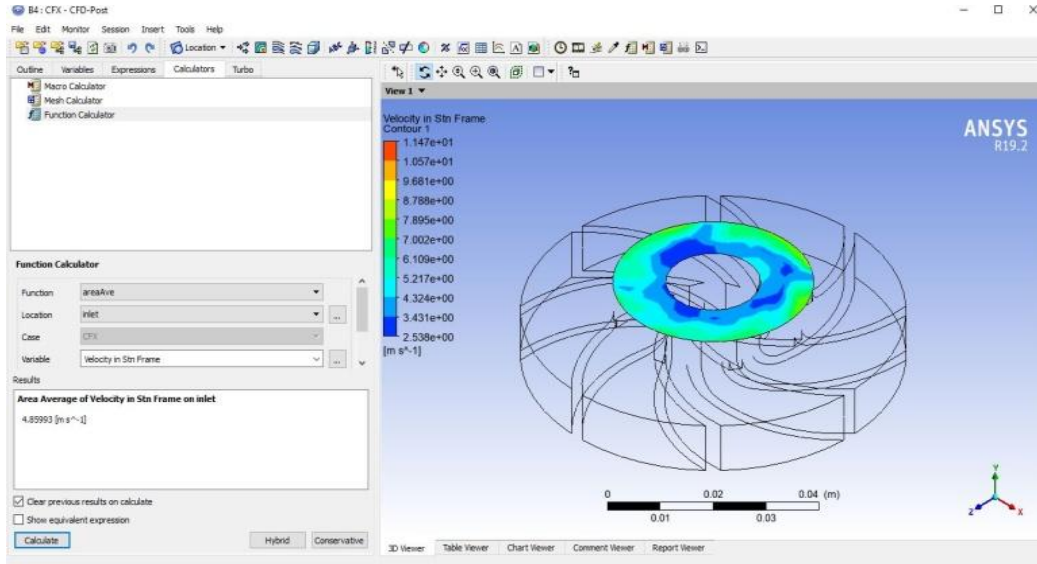 B4 : CFX - CFD-Post
File Edit Monitor Session Insert Tools Help
Location
Outline Variables Expressions Calculators Turbo
Macro Calculator
Mesh Calculator
Function Calculator
Function Calculator
Function areaAve
Location inlet
...
Case CFX
Variable Velocity in Stn Frame
...
Results
Area Average of Velocity in Stn Frame on inlet
4.85993 [m s^-1]
Clear previous results on calculate
Show equivalent expression
Calculate Hybrid Conservative
View 1
Velocity in Stn Frame
Contour 1
1.147e+01
1.057e+01
9.681e+00
8.788e+00
7.895e+00
7.002e+00
6.109e+00
5.217e+00
4.324e+00
3.431e+00
2.538e+00
[m s^-1]
ANSYS
R19.2
0 0.02 0.04 (m)
0.01 0.03
Y
Z X
3D Viewer Table Viewer Chart Viewer Comment Viewer Report Viewer